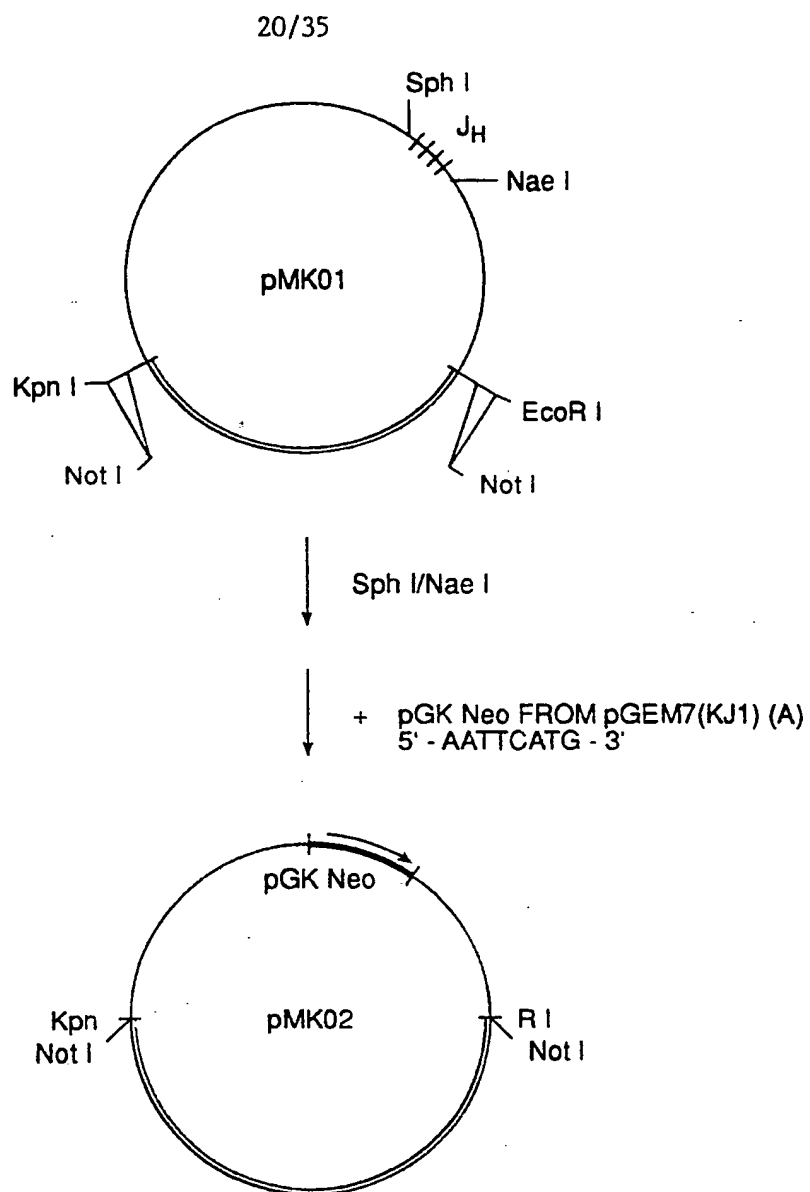 20/35
Sph I
JH
Nae I
pMK01
Kpn I
EcoR I
Not I
Not I
Sph I/Nae I
+ pGK Neo FROM pGEM7(KJ1) (A)
5' - AATTCATG - 3'
pGK Neo
Kpn
Not I
pMK02
R I
Not I